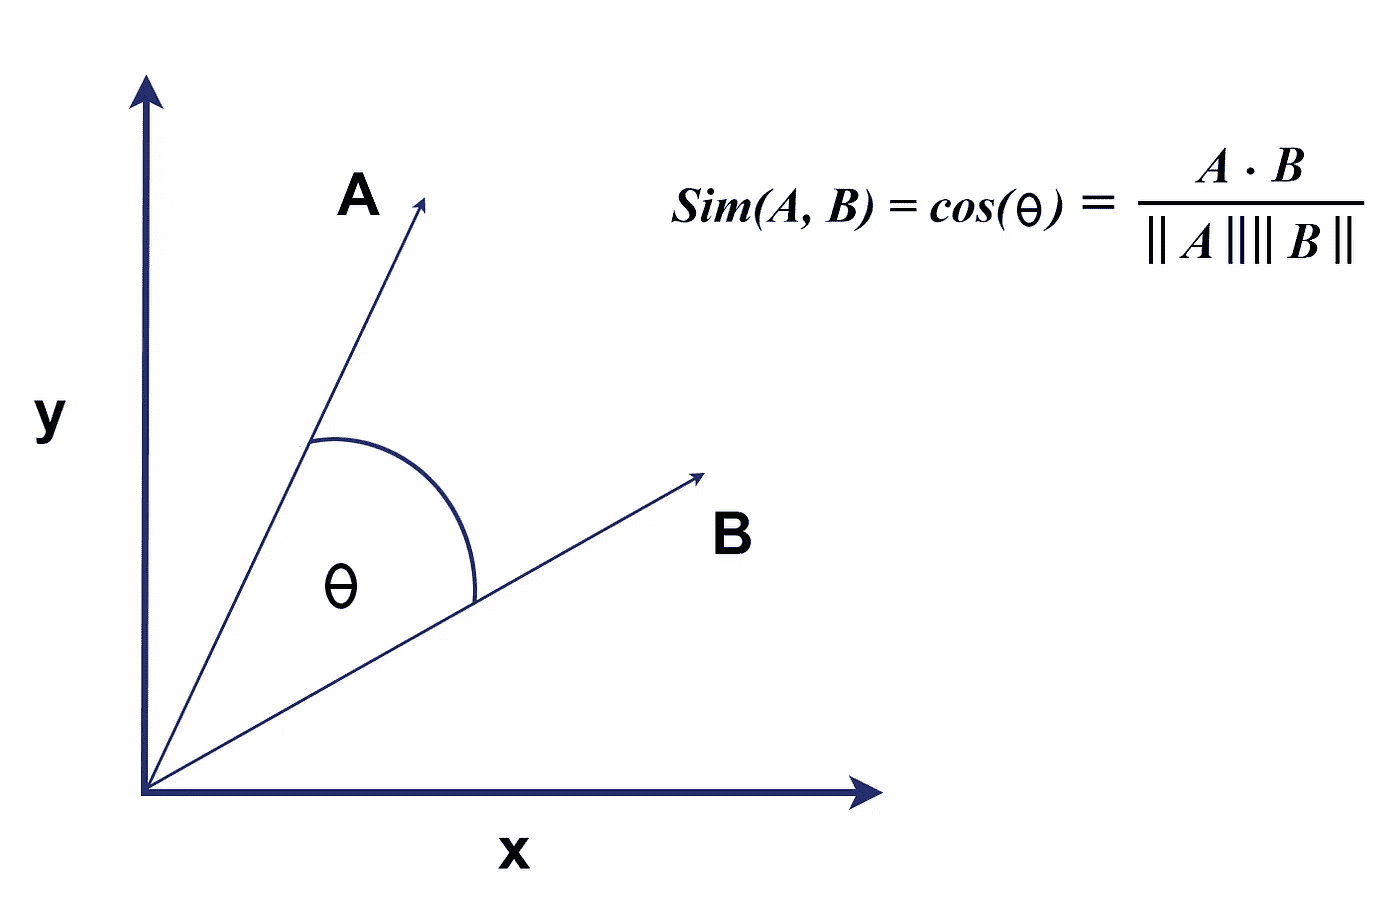 A
Sim(A, B) = cos(θ) = A · B
|| A |||| B ||
y
B
θ
x